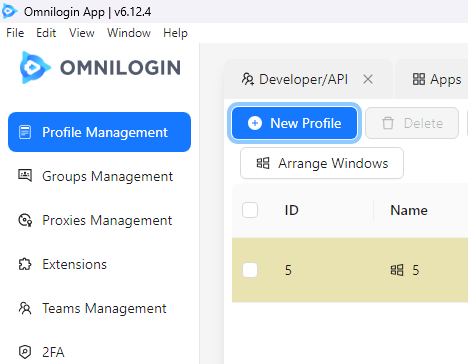 Omnilogin App | v6.12.4
File Edit View Window Help
OMNILOGIN
Developer/API
Apps
Profile Management
New Profile
Delete
Arrange Windows
Groups Management
ID Name
Proxies Management
Extensions
5 5
Teams Management
2FA